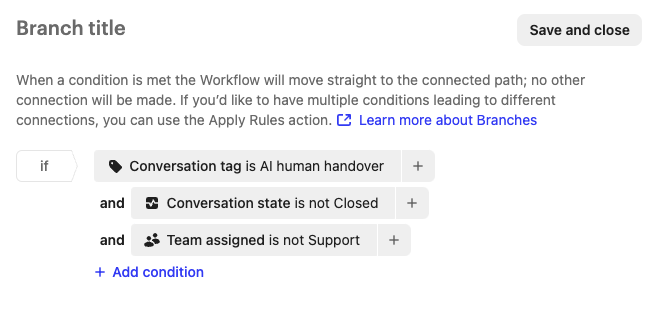 Branch title
Save and close
When a condition is met the Workflow will move straight to the connected path; no other
connection will be made. If you’d like to have multiple conditions leading to different
connections, you can use the Apply Rules action. Learn more about Branches
if
Conversation tag is AI human handover +
and Conversation state is not Closed +
and Team assigned is not Support +
+ Add condition